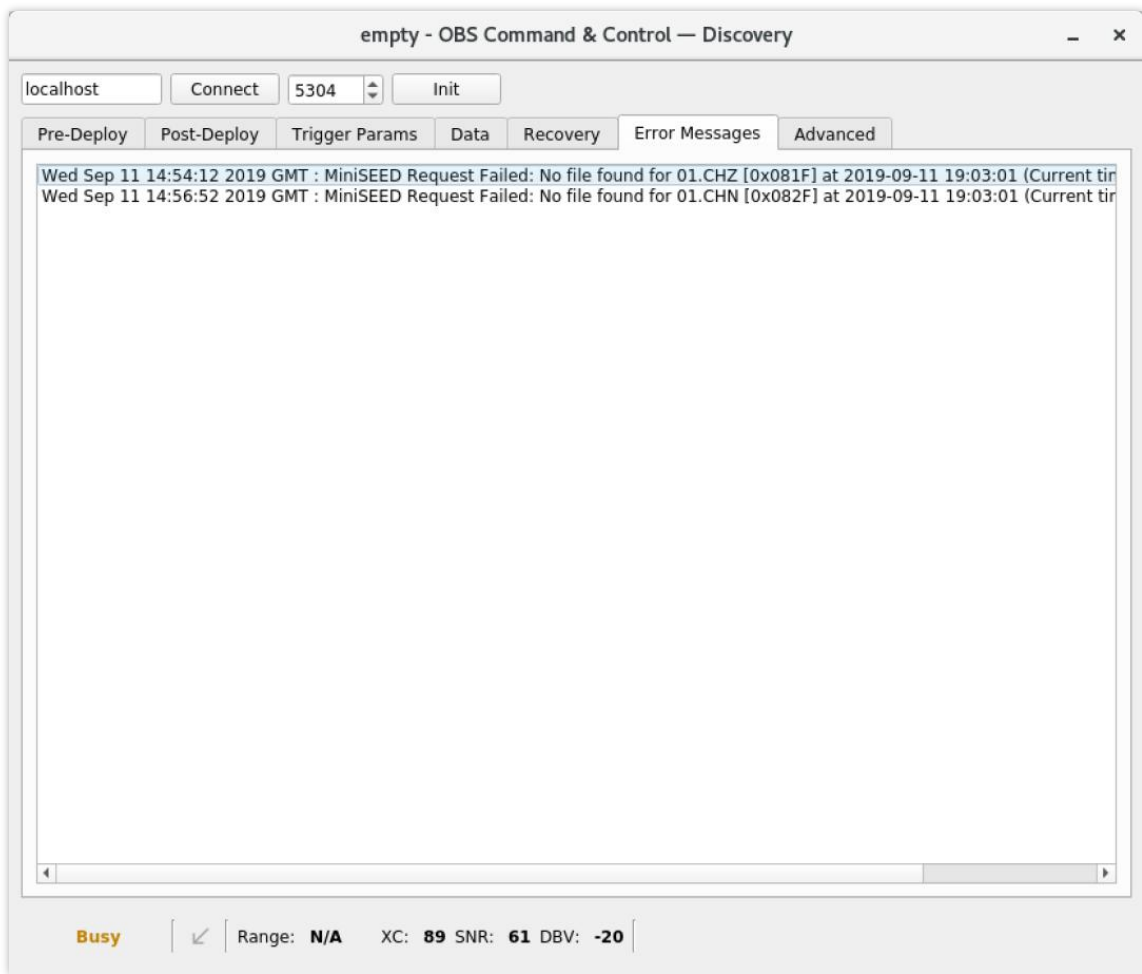 empty - OBS Command & Control — Discovery
localhost Connect 5304 Init
Pre-Deploy Post-Deploy Trigger Params Data Recovery Error Messages Advanced
Wed Sep 11 14:54:12 2019 GMT : MiniSEED Request Failed: No file found for 01.CHZ [0x081F] at 2019-09-11 19:03:01 (Current
Wed Sep 11 14:56:52 2019 GMT : MiniSEED Request Failed: No file found for 01.CHN [0x082F] at 2019-09-11 19:03:01 (Current
Busy Range: N/A XC: 89 SNR: 61 DBV: -20